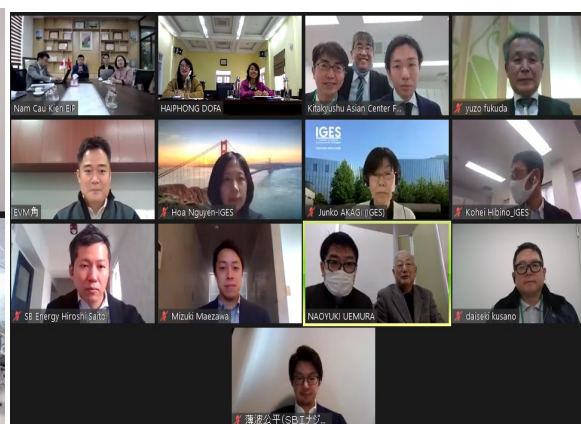 Nam Cau Kien EIP
HAIPHONG DOFA
Kitakyushu Asian Center F...
yuzo fukuda
EVM角
Hoa Nguyen-IGES
IGES
Junko AKAGI (IGES)
Kohei Hibino_IGES
SB Energy Hiroshi Saito
Mizuki Maezawa
NAOYUKI UEMURA
daiseki kusano
薄波公平(SBエナジ...